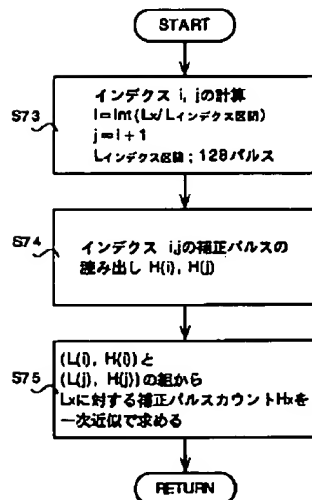 START
S73
インデクス i, jの計算
i=Int(Lx/Lインデクス区間)
j=i+1
Lインデクス区間;128パルス
S74
インデクス i,jの補正パルスの
読み出し H(i), H(j)
S75
(L(i), H(i))と
(L(j), H(j))の組から
Lxに対する補正パルスカウントHxを
一次近似で求める
RETURN